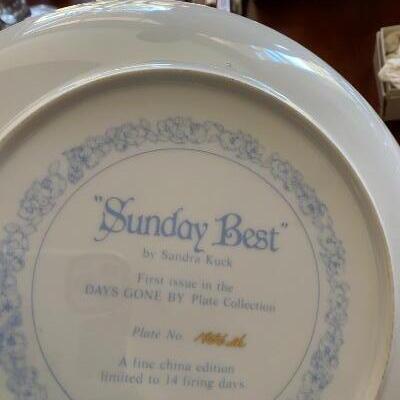 "Sunday Best"
by Sandra Kuck
First issue in the
DAYS GONE BY Plate Collection
Plate No.
A fine china edition
limited to 14 firing days